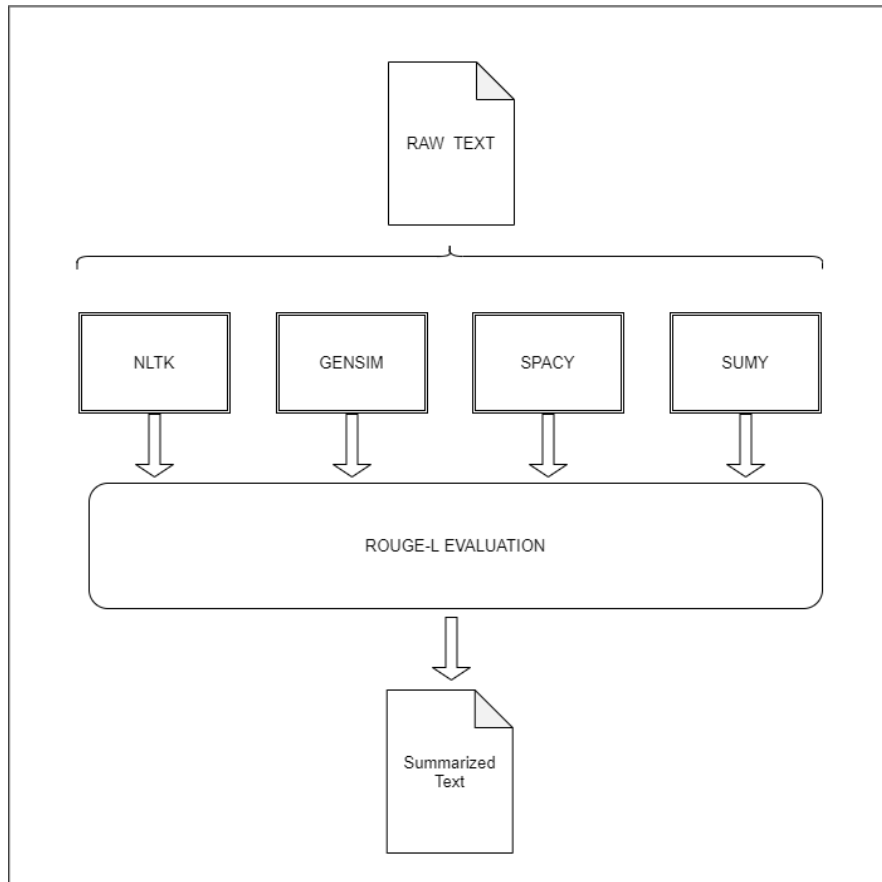 RAW TEXT
NLTK
GENSIM
SPACY
SUMY
ROUGE-L EVALUATION
Summarized
Text